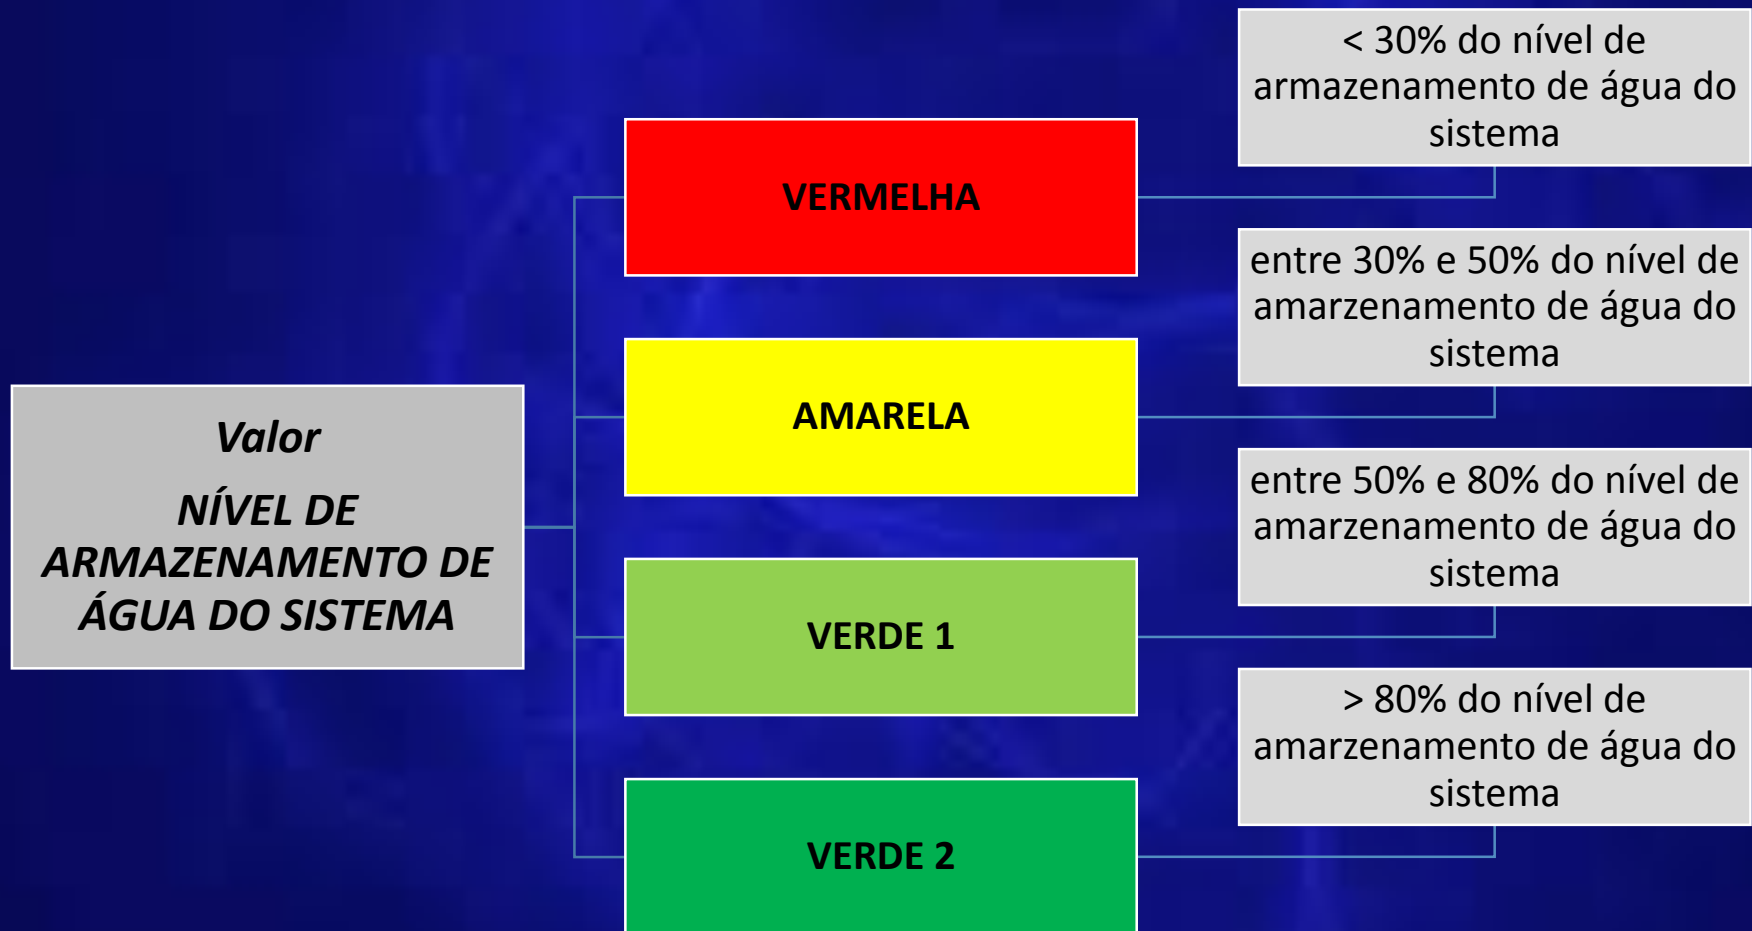 Valor
NÍVEL DE
ARMAZENAMENTO DE
ÁGUA DO SISTEMA
VERMELHA
< 30% do nível de
armazenamento de água do
sistema
AMARELA
entre 30% e 50% do nível de
amarzenamento de água do
sistema
VERDE 1
entre 50% e 80% do nível de
amarzenamento de água do
sistema
VERDE 2
> 80% do nível de
amarzenamento de água do
sistema